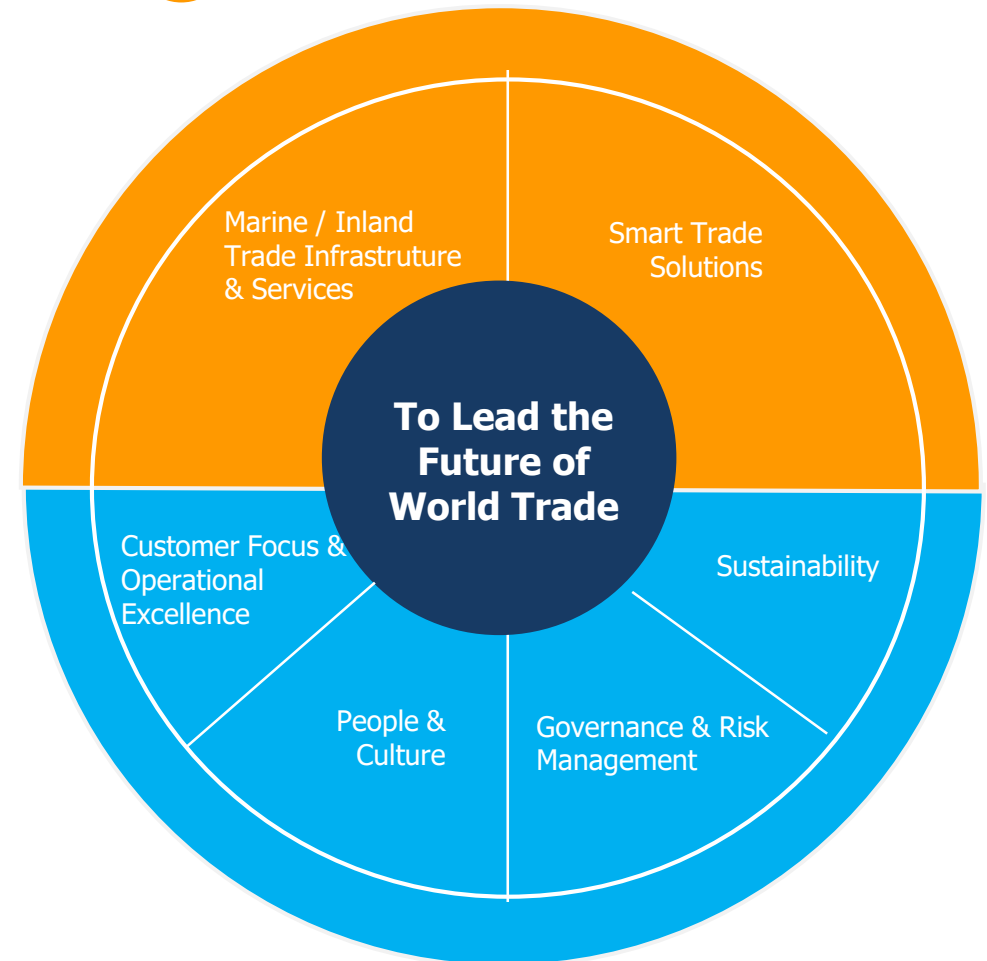 Marine / Inland
Trade Infrastruture
& Services
Smart Trade
Solutions
To Lead the
Future of
World Trade
Customer Focus &
Operational
Excellence
Sustainability
People &
Culture
Governance & Risk
Management